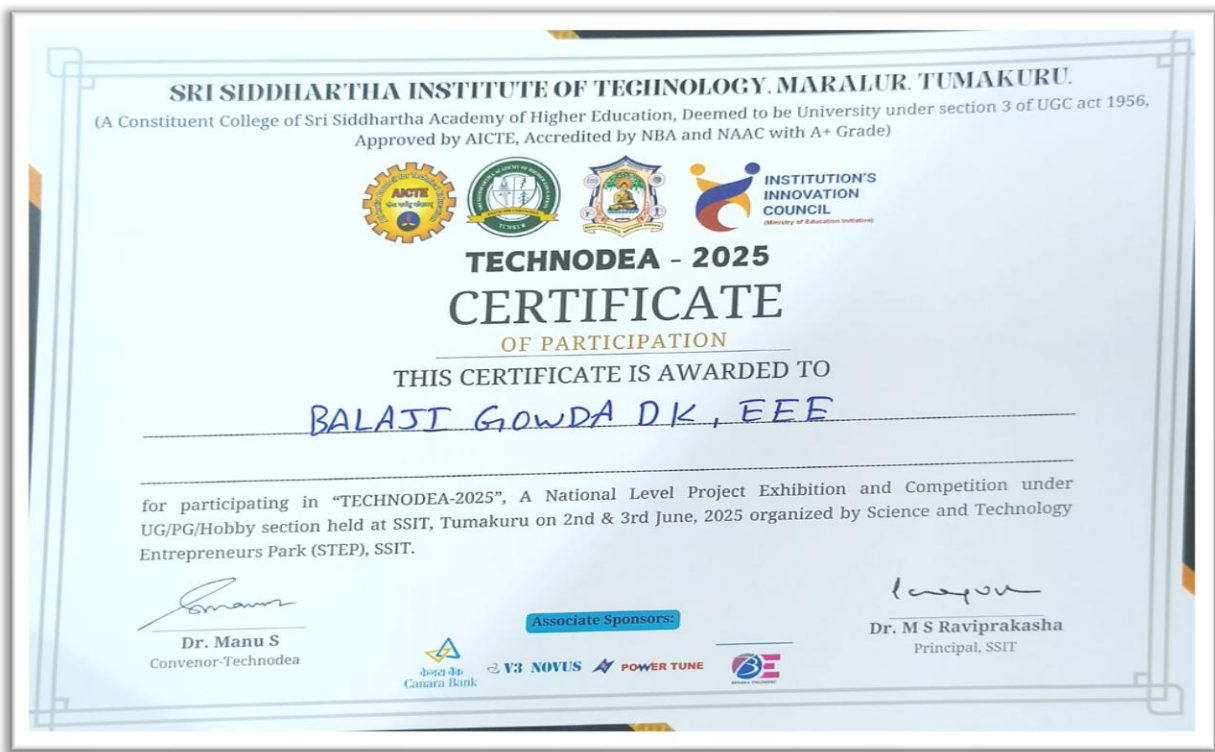 SRI SIDDHARTHA INSTITUTE OF TECHNOLOGY. MARALUR. TUMAKURU.
(A Constituent College of Sri Siddhartha Academy of Higher Education, Deemed to be University under section 3 of UGC act 1956,
Approved by AICTE, Accredited by NBA and NAAC with A+ Grade)
AICTE
TUMKUR
INSTITUTION'S
INNOVATION
COUNCIL
(Ministry of Education Initiative)
TECHNODEA - 2025
CERTIFICATE
OF PARTICIPATION
THIS CERTIFICATE IS AWARDED TO
BALAJI GOWDA DK, EEE
for participating in “TECHNODEA-2025”, A National Level Project Exhibition and Competition under
UG/PG/Hobby section held at SSIT, Tumakuru on 2nd & 3rd June, 2025 organized by Science and Technology
Entrepreneurs Park (STEP), SSIT.
Dr. Manu S
Convenor-Technodea
Dr. M S Raviprakasha
Principal, SSIT
Associate Sponsors:
केनरा बैंक
Canara Bank
V3 NOVUS
POWER TUNE
BE